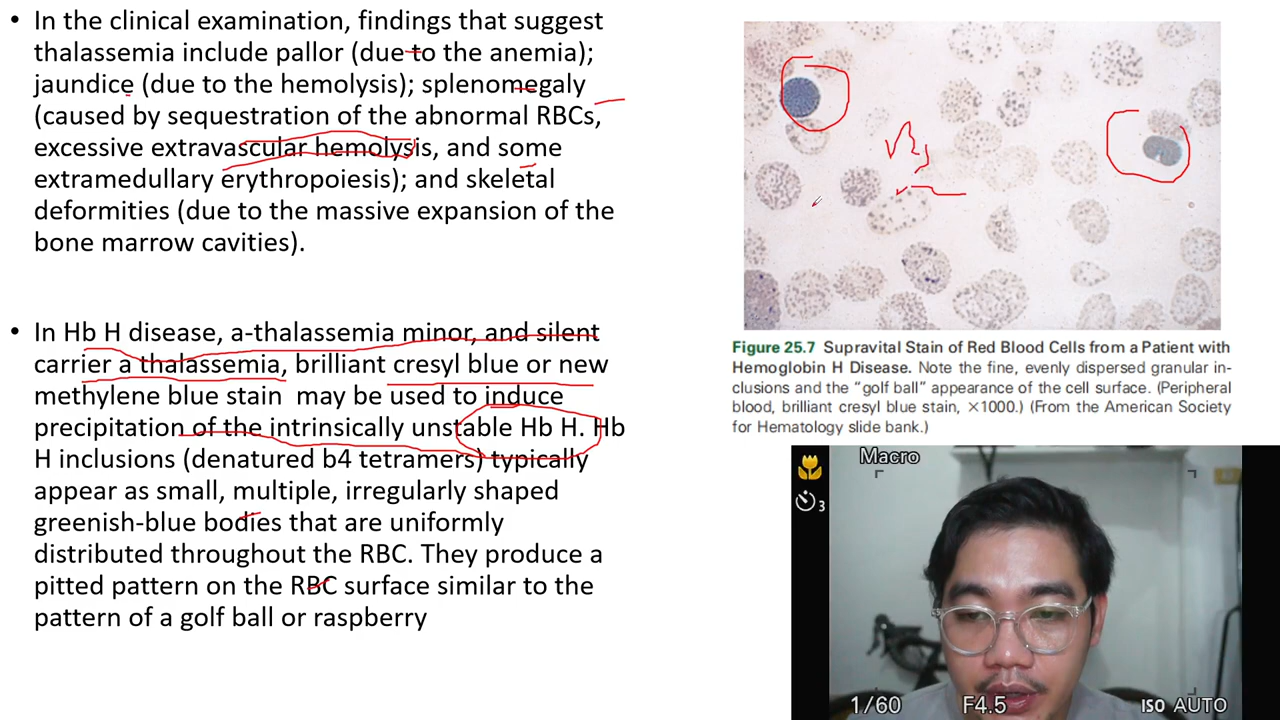 • In the clinical examination, findings that suggest
thalassemia include pallor (due to the anemia);
jaundice (due to the hemolysis); splenomegaly
(caused by sequestration of the abnormal RBCs,
excessive extravascular hemolysis, and some
extramedullary erythropoiesis); and skeletal
deformities (due to the massive expansion of the
bone marrow cavities).
• In Hb H disease, a-thalassemia minor, and silent
carrier a thalassemia, brilliant cresyl blue or new
methylene blue stain may be used to induce
precipitation of the intrinsically unstable Hb H. Hb
H inclusions (denatured b4 tetramers) typically
appear as small, multiple, irregularly shaped
greenish-blue bodies that are uniformly
distributed throughout the RBC. They produce a
pitted pattern on the RBC surface similar to the
pattern of a golf ball or raspberry
Figure 25.7 Supravital Stain of Red Blood Cells from a Patient with
Hemoglobin H Disease. Note the fine, evenly dispersed granular in-
clusions and the “golf ball” appearance of the cell surface. (Peripheral
blood, brilliant cresyl blue stain, ×1000.) (From the American Society
for Hematology slide bank.)
Macro
3
1/60 F4.5 ISO AUTO